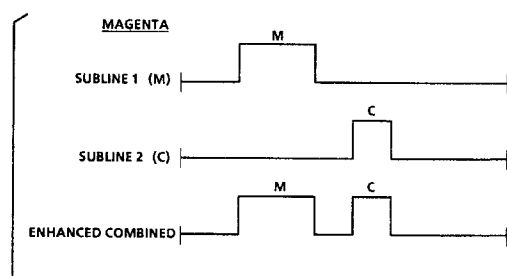 MAGENTA
M
SUBLINE 1 (M)
C
SUBLINE 2 (C)
M C
ENHANCED COMBINED